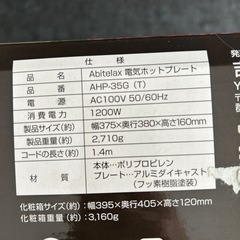 品名 Abitelax 電気ホットプレート
品番 AHP-35G（T）
電源 AC100V 50/60Hz
消費電力 1200W
製品サイズ(約) 幅375×奥行380×高さ160mm
製品重量(約) 2,710g
コードの長さ(約) 1.4m
材質 本体…ポリプロピレン
プレート…アルミダイキャスト
（フッ素樹脂塗装）
化粧箱サイズ(約)：幅395×奥行405×高さ120mm
化粧箱重量(約)：3,160g
発